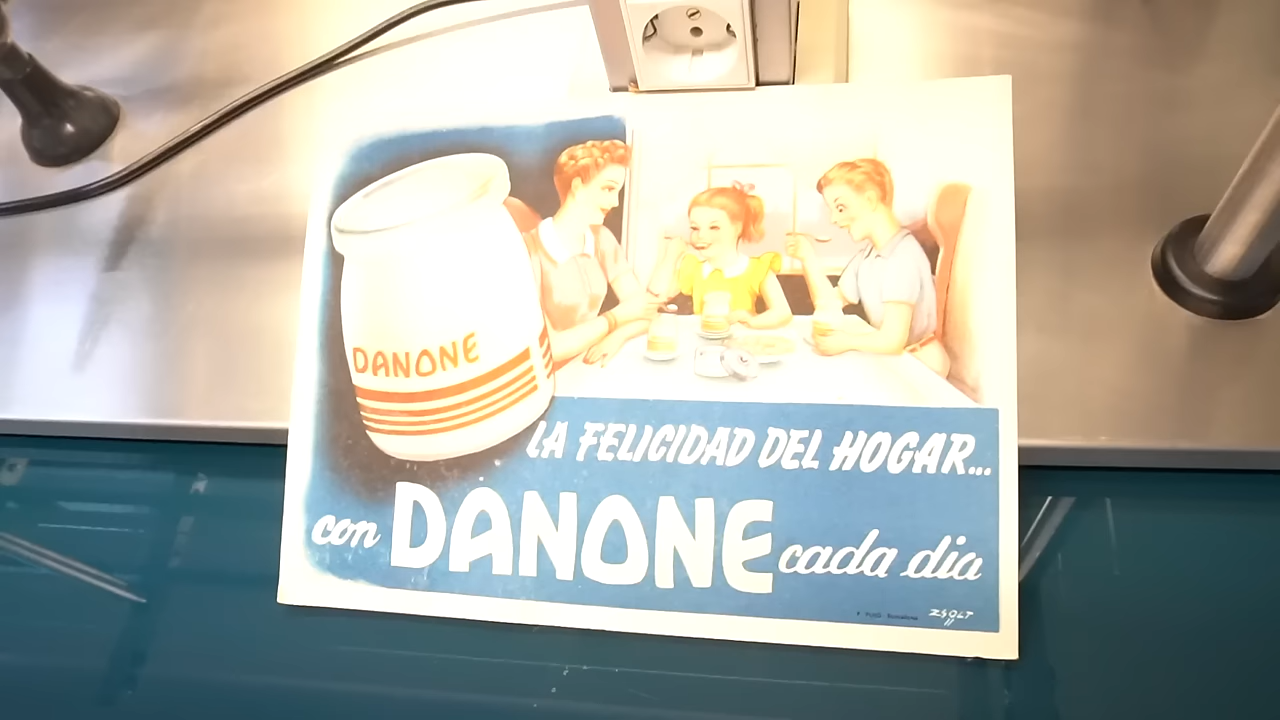 DANONE
LA FELICIDAD DEL HOGAR...
con DANONE cada dia
ZSOLT